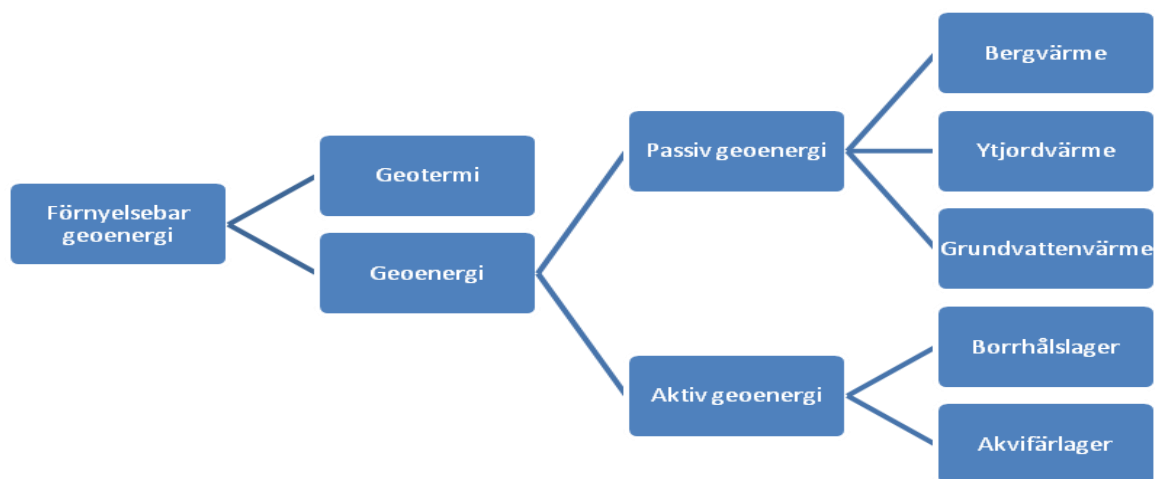 Förnyelsebar
geoenergi
Geotermi
Geoenergi
Passiv geoenergi
Aktiv geoenergi
Bergvärme
Ytjordvärme
Grundvattenvärme
Borrhålslager
Akvifärlager